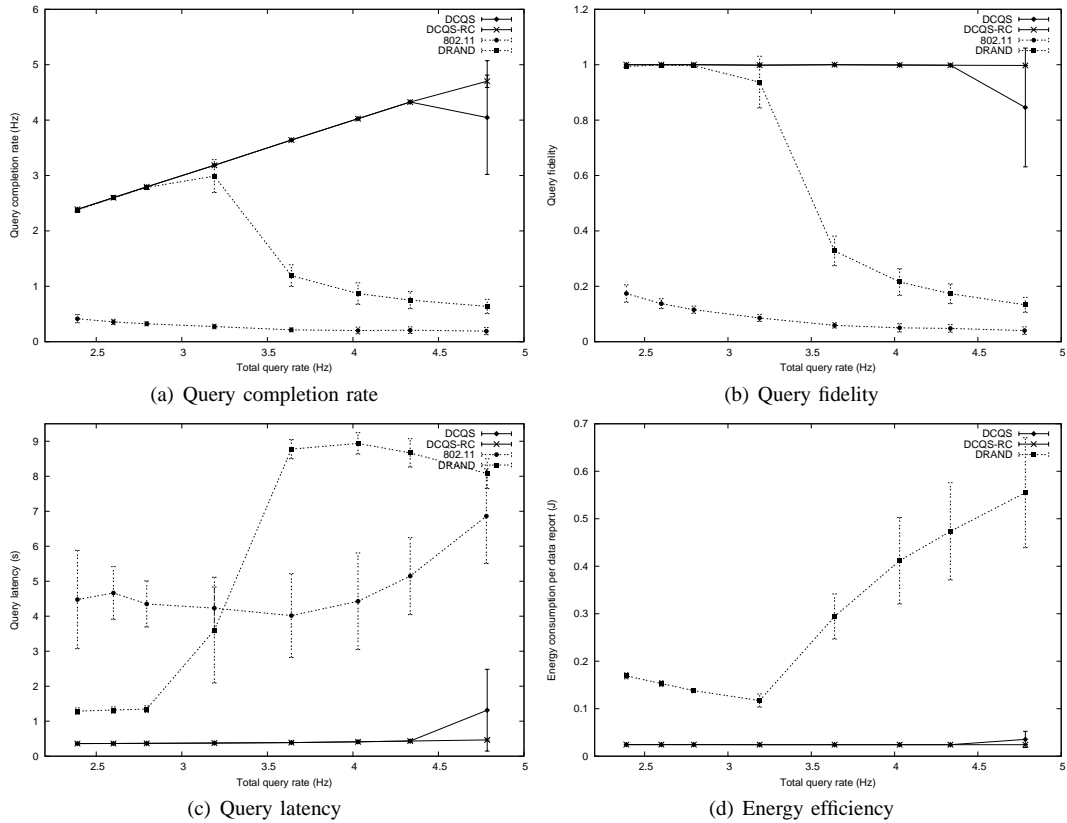 DCQS
DCQS-RC
802.11
DRAND
Query completion rate (Hz)
6
5
4
3
2
1
0
2.5
3
3.5
4
4.5
5
Total query rate (Hz)
(a) Query completion rate
DCQS
DCQS-RC
802.11
DRAND
Query fidelity
1.2
1
0.8
0.6
0.4
0.2
0
2.5
3
3.5
4
4.5
5
Total query rate (Hz)
(b) Query fidelity
DCQS
DCQS-RC
802.11
DRAND
Query latency (s)
9
8
7
6
5
4
3
2
1
0
2.5
3
3.5
4
4.5
5
Total query rate (Hz)
(c) Query latency
DCQS
DCQS-RC
DRAND
Energy consumption per data report (J)
0.7
0.6
0.5
0.4
0.3
0.2
0.1
0
2.5
3
3.5
4
4.5
5
Total query rate (Hz)
(d) Energy efficiency